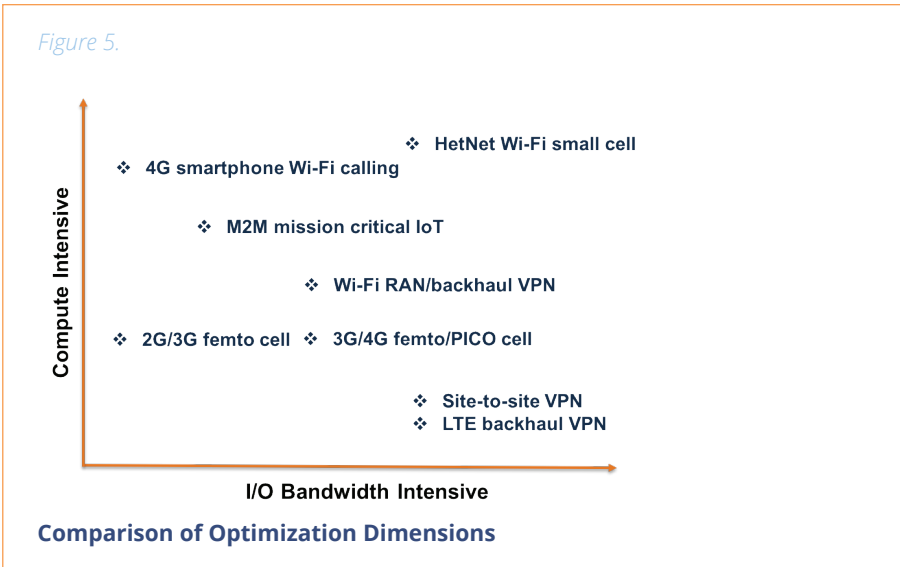 Figure 5.
HetNet Wi-Fi small cell
4G smartphone Wi-Fi calling
M2M mission critical IoT
Wi-Fi RAN/backhaul VPN
2G/3G femto cell
3G/4G femto/PICO cell
Site-to-site VPN
LTE backhaul VPN
Compute Intensive
I/O Bandwidth Intensive
Comparison of Optimization Dimensions